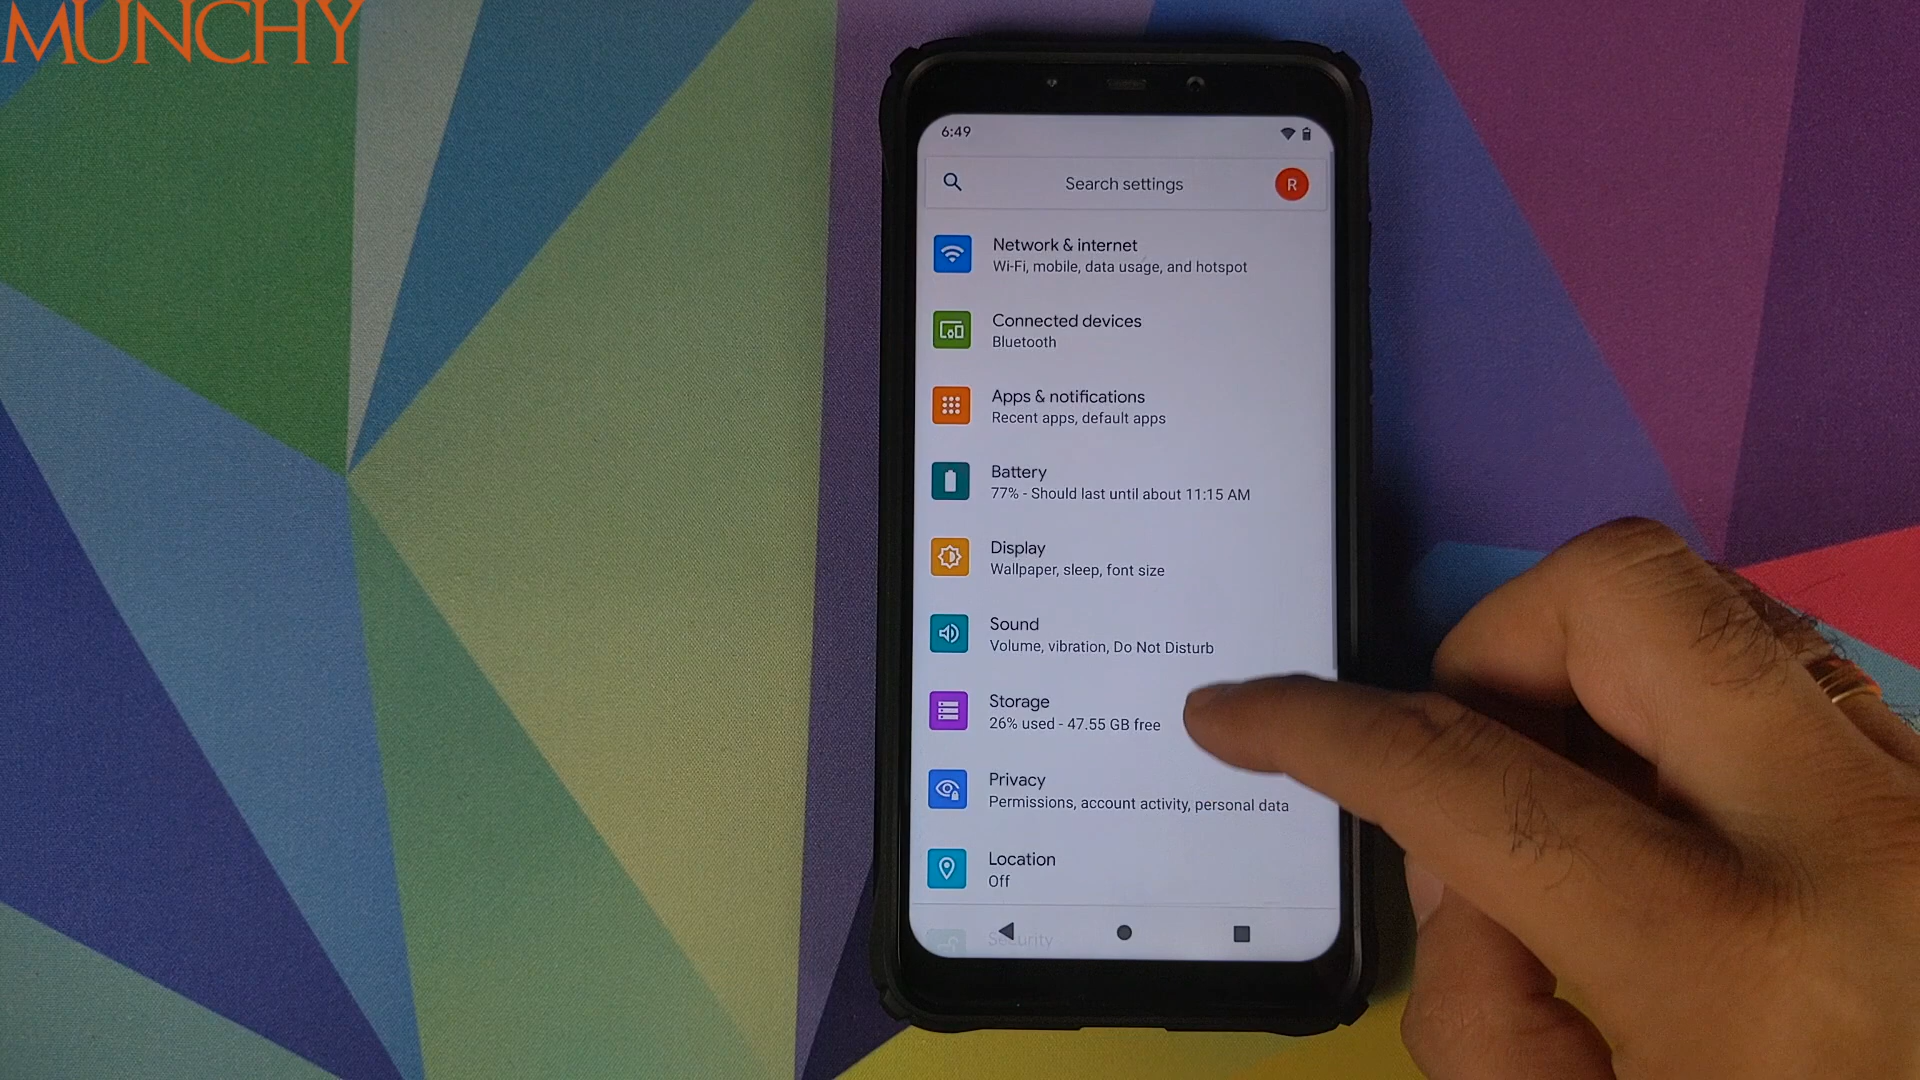 MUNCHY
6:49
Search settings
R
Network & internet
Wi-Fi, mobile, data usage, and hotspot
Connected devices
Bluetooth
Apps & notifications
Recent apps, default apps
Battery
77% - Should last until about 11:15 AM
Display
Wallpaper, sleep, font size
Sound
Volume, vibration, Do Not Disturb
Storage
26% used - 47.55 GB free
Privacy
Permissions, account activity, personal data
Location
Off
Security